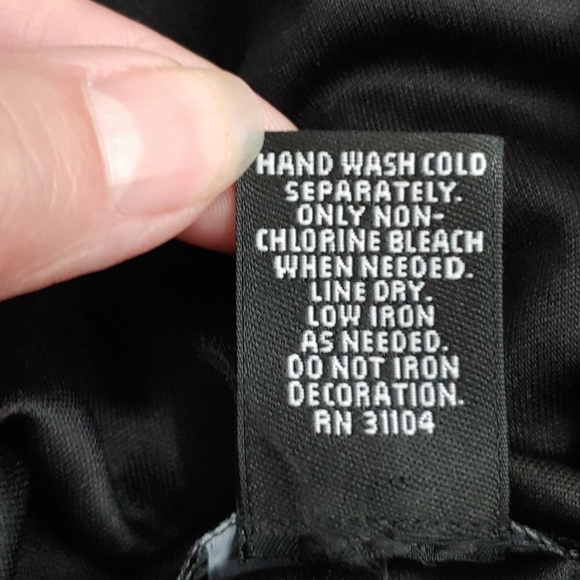 HAND WASH COLD
SEPARATELY.
ONLY NON-
CHLORINE BLEACH
WHEN NEEDED.
LINE DRY.
LOW IRON
AS NEEDED.
DO NOT IRON
DECORATION.
RN 31104